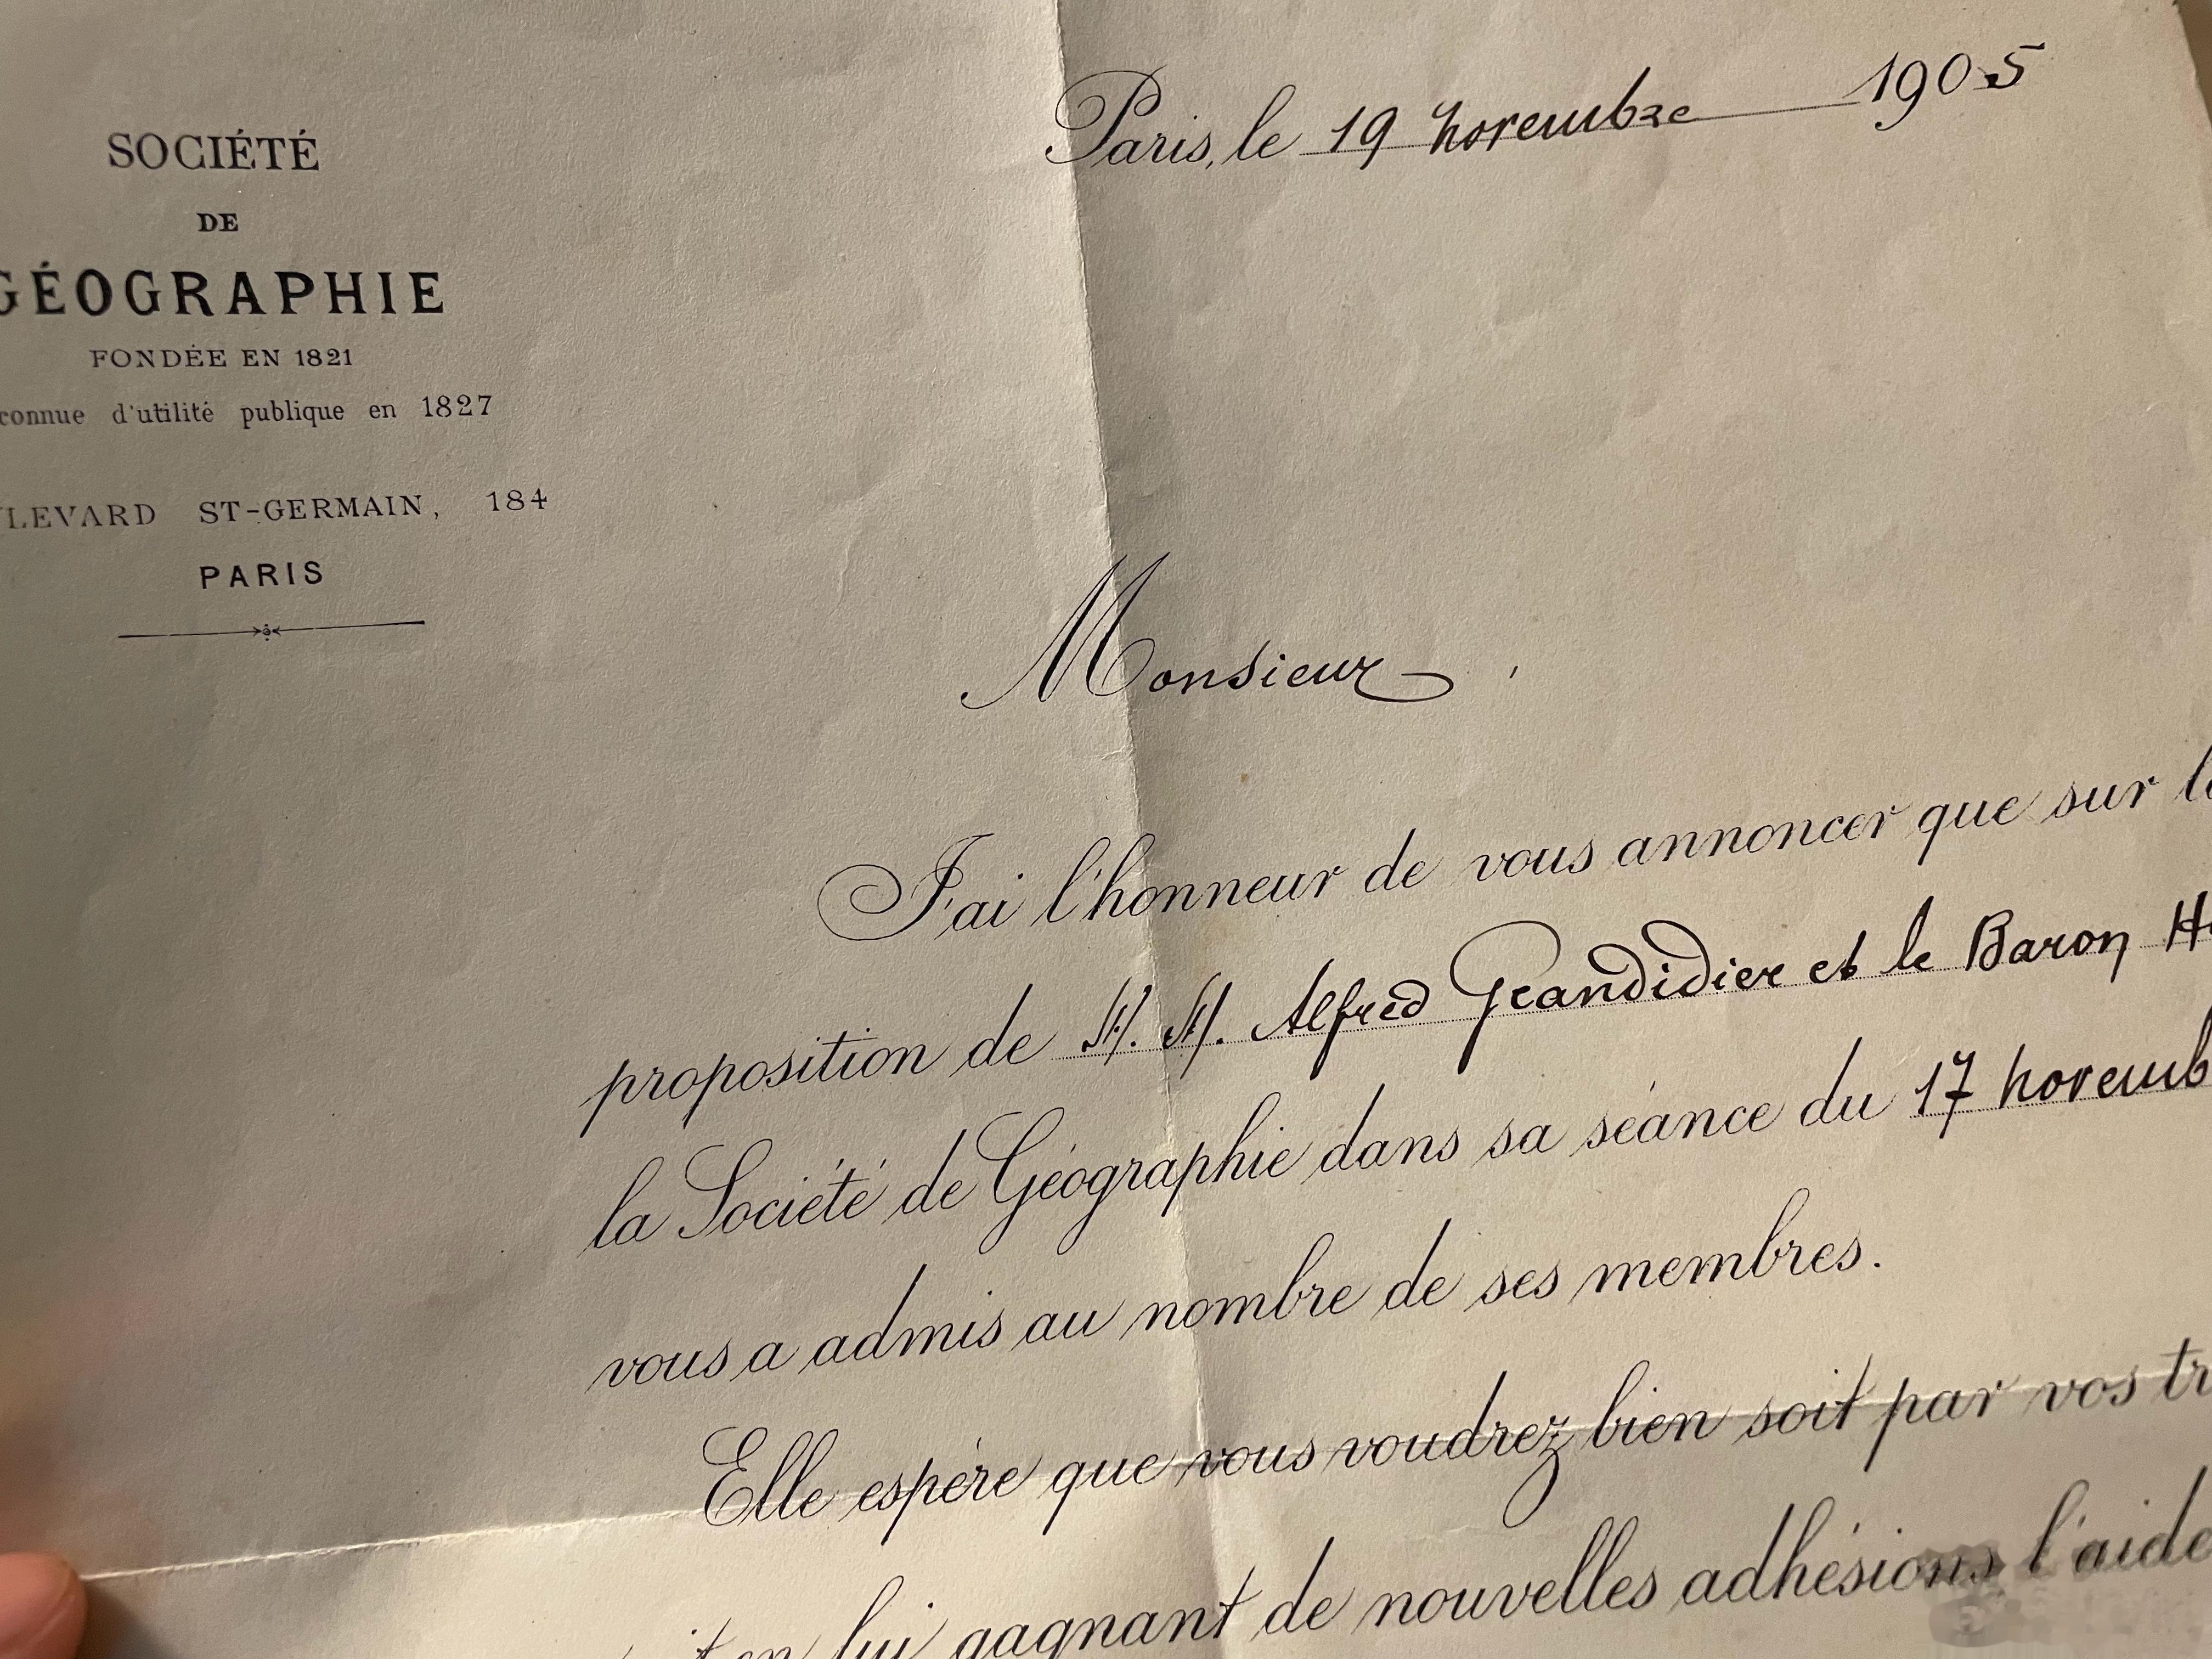 SOCIÉTÉ
DE
GÉOGRAPHIE
FONDÉE EN 1821
connue d'utilité publique en 1827
LEVARD ST-GERMAIN, 184
PARIS
Paris, le 19 novembre 1905
Monsieur
J'ai l'honneur de vous annoncer que sur
proposition de M. M. Alfred Grandidier et le Baron
la Société de Géographie dans sa séance du 17 novemb
vous a admis au nombre de ses membres.
Elle espère que vous voudrez bien soit par vos
en lui gagnant de nouvelles adhésions l'aide